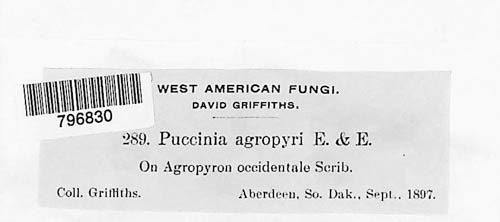 WEST AMERICAN FUNGI.
DAVID GRIFFITHS.
796830
289. Puccinia agropyri E. & E.
On Agropyron occidentale Scrib.
Coll. Griffiths. Aberdeen, So. Dak., Sept., 1897.